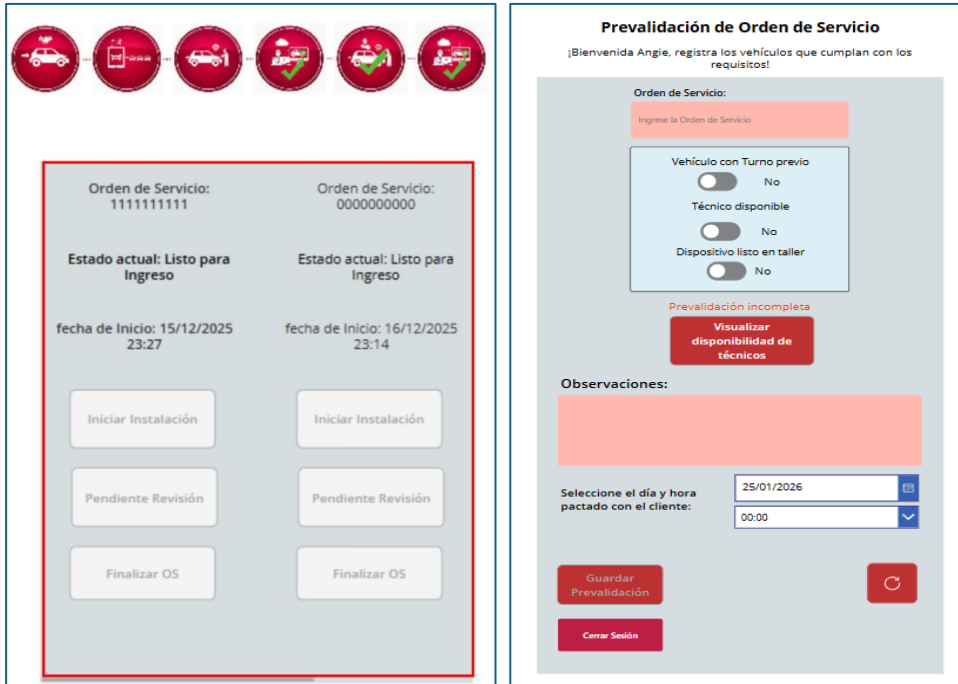 Orden de Servicio:
1111111111
Estado actual: Listo para
Ingreso
fecha de Inicio: 15/12/2025
23:27
Iniciar Instalación
Pendiente Revisión
Finalizar OS
Orden de Servicio:
0000000000
Estado actual: Listo para
Ingreso
fecha de Inicio: 16/12/2025
23:14
Iniciar Instalación
Pendiente Revisión
Finalizar OS
Prevalidación de Orden de Servicio
¡Bienvenida Angie, registra los vehículos que cumplan con los
requisitos!
Orden de Servicio:
Ingrese la Orden de Servicio
Vehículo con Turno previo
No
Técnico disponible
No
Dispositivo listo en taller
No
Prevalidación incompleta
Visualizar
disponibilidad de
técnicos
Observaciones:
Seleccione el día y hora
pactado con el cliente:
25/01/2026
00:00
Guardar
Prevalidación
Cerrar Sesión